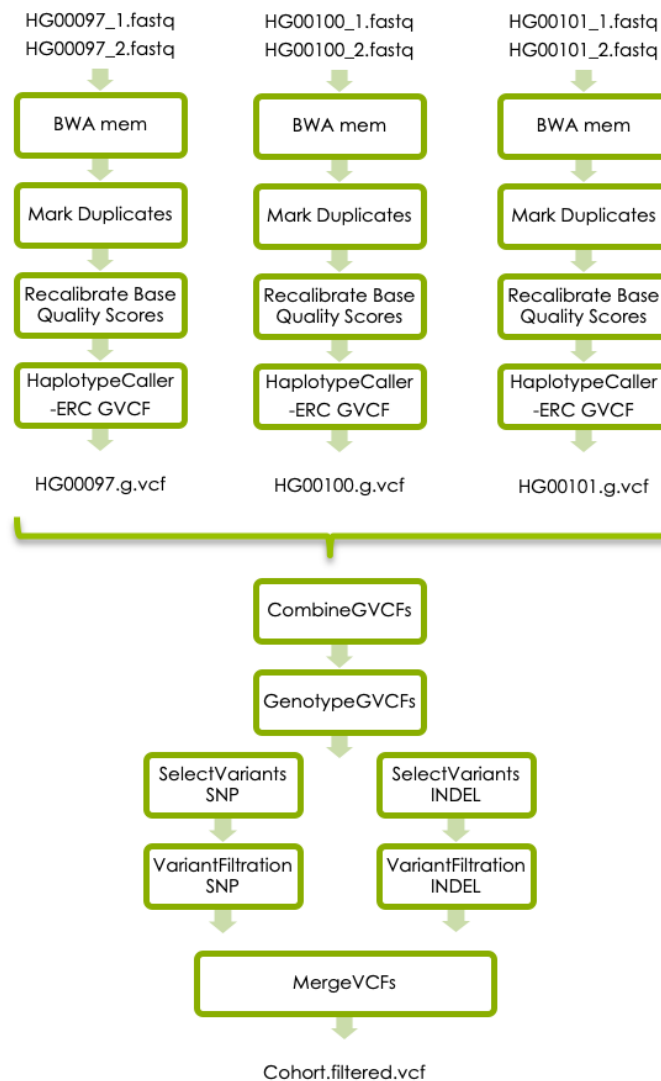 HG00097_1.fastq
HG00097_2.fastq
HG00100_1.fastq
HG00100_2.fastq
HG00101_1.fastq
HG00101_2.fastq
BWA mem
BWA mem
BWA mem
Mark Duplicates
Mark Duplicates
Mark Duplicates
Recalibrate Base
Quality Scores
Recalibrate Base
Quality Scores
Recalibrate Base
Quality Scores
HaplotypeCaller
-ERC GVCF
HaplotypeCaller
-ERC GVCF
HaplotypeCaller
-ERC GVCF
HG00097.g.vcf
HG00100.g.vcf
HG00101.g.vcf
CombineGVCFs
GenotypeGVCFs
SelectVariants
SNP
SelectVariants
INDEL
VariantFiltration
SNP
VariantFiltration
INDEL
MergeVCFs
Cohort.filtered.vcf